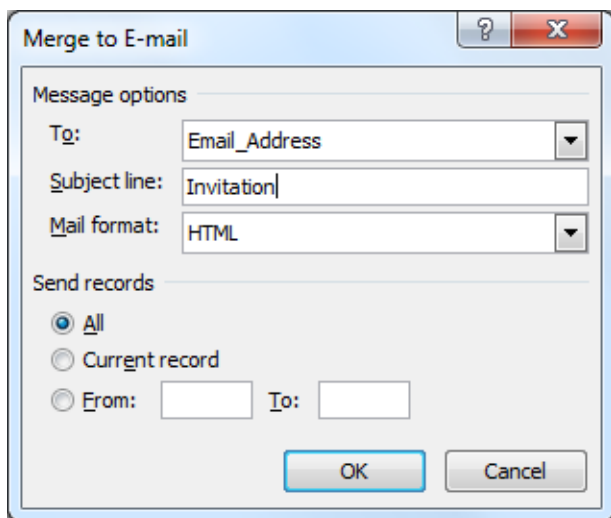 Merge to E-mail
Message options
To: Email_Address
Subject line: Invitation
Mail format: HTML
Send records
All
Current record
From: To:
OK Cancel